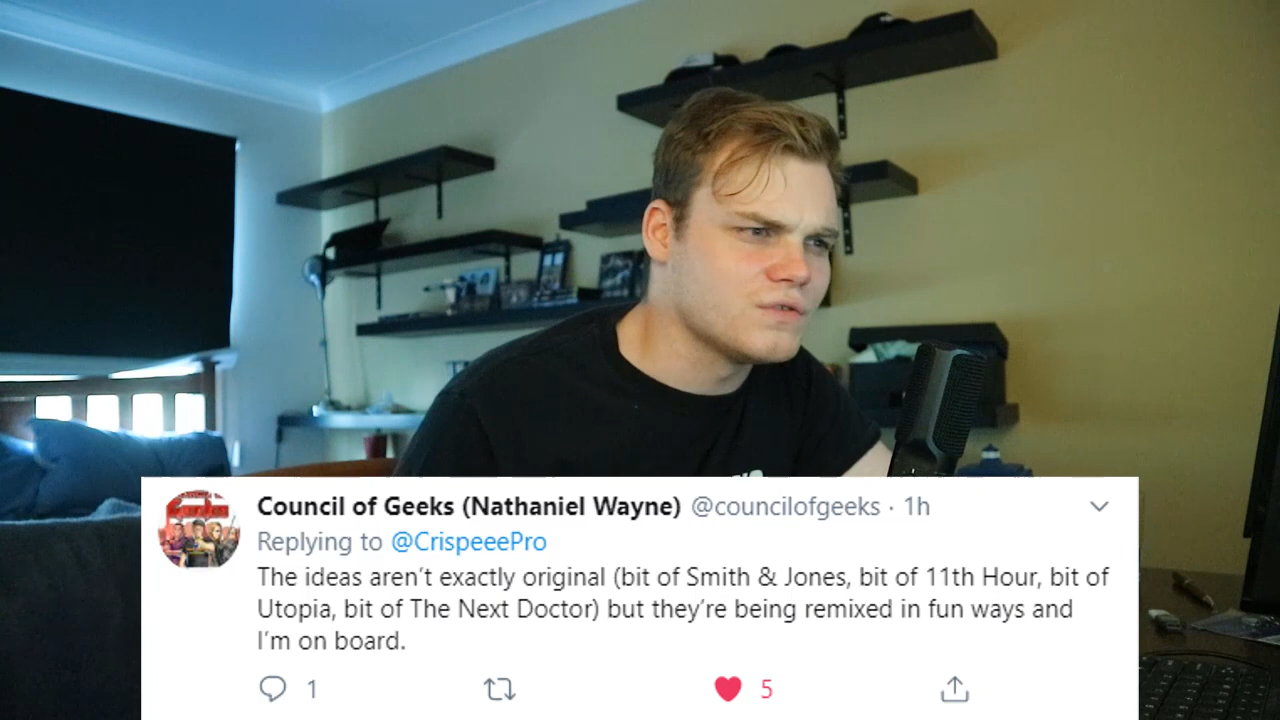 Council of Geeks (Nathaniel Wayne) @councilofgeeks · 1h
Replying to @CrispeeePro
The ideas aren't exactly original (bit of Smith & Jones, bit of 11th Hour, bit of
Utopia, bit of The Next Doctor) but they're being remixed in fun ways and
I'm on board.
1 5